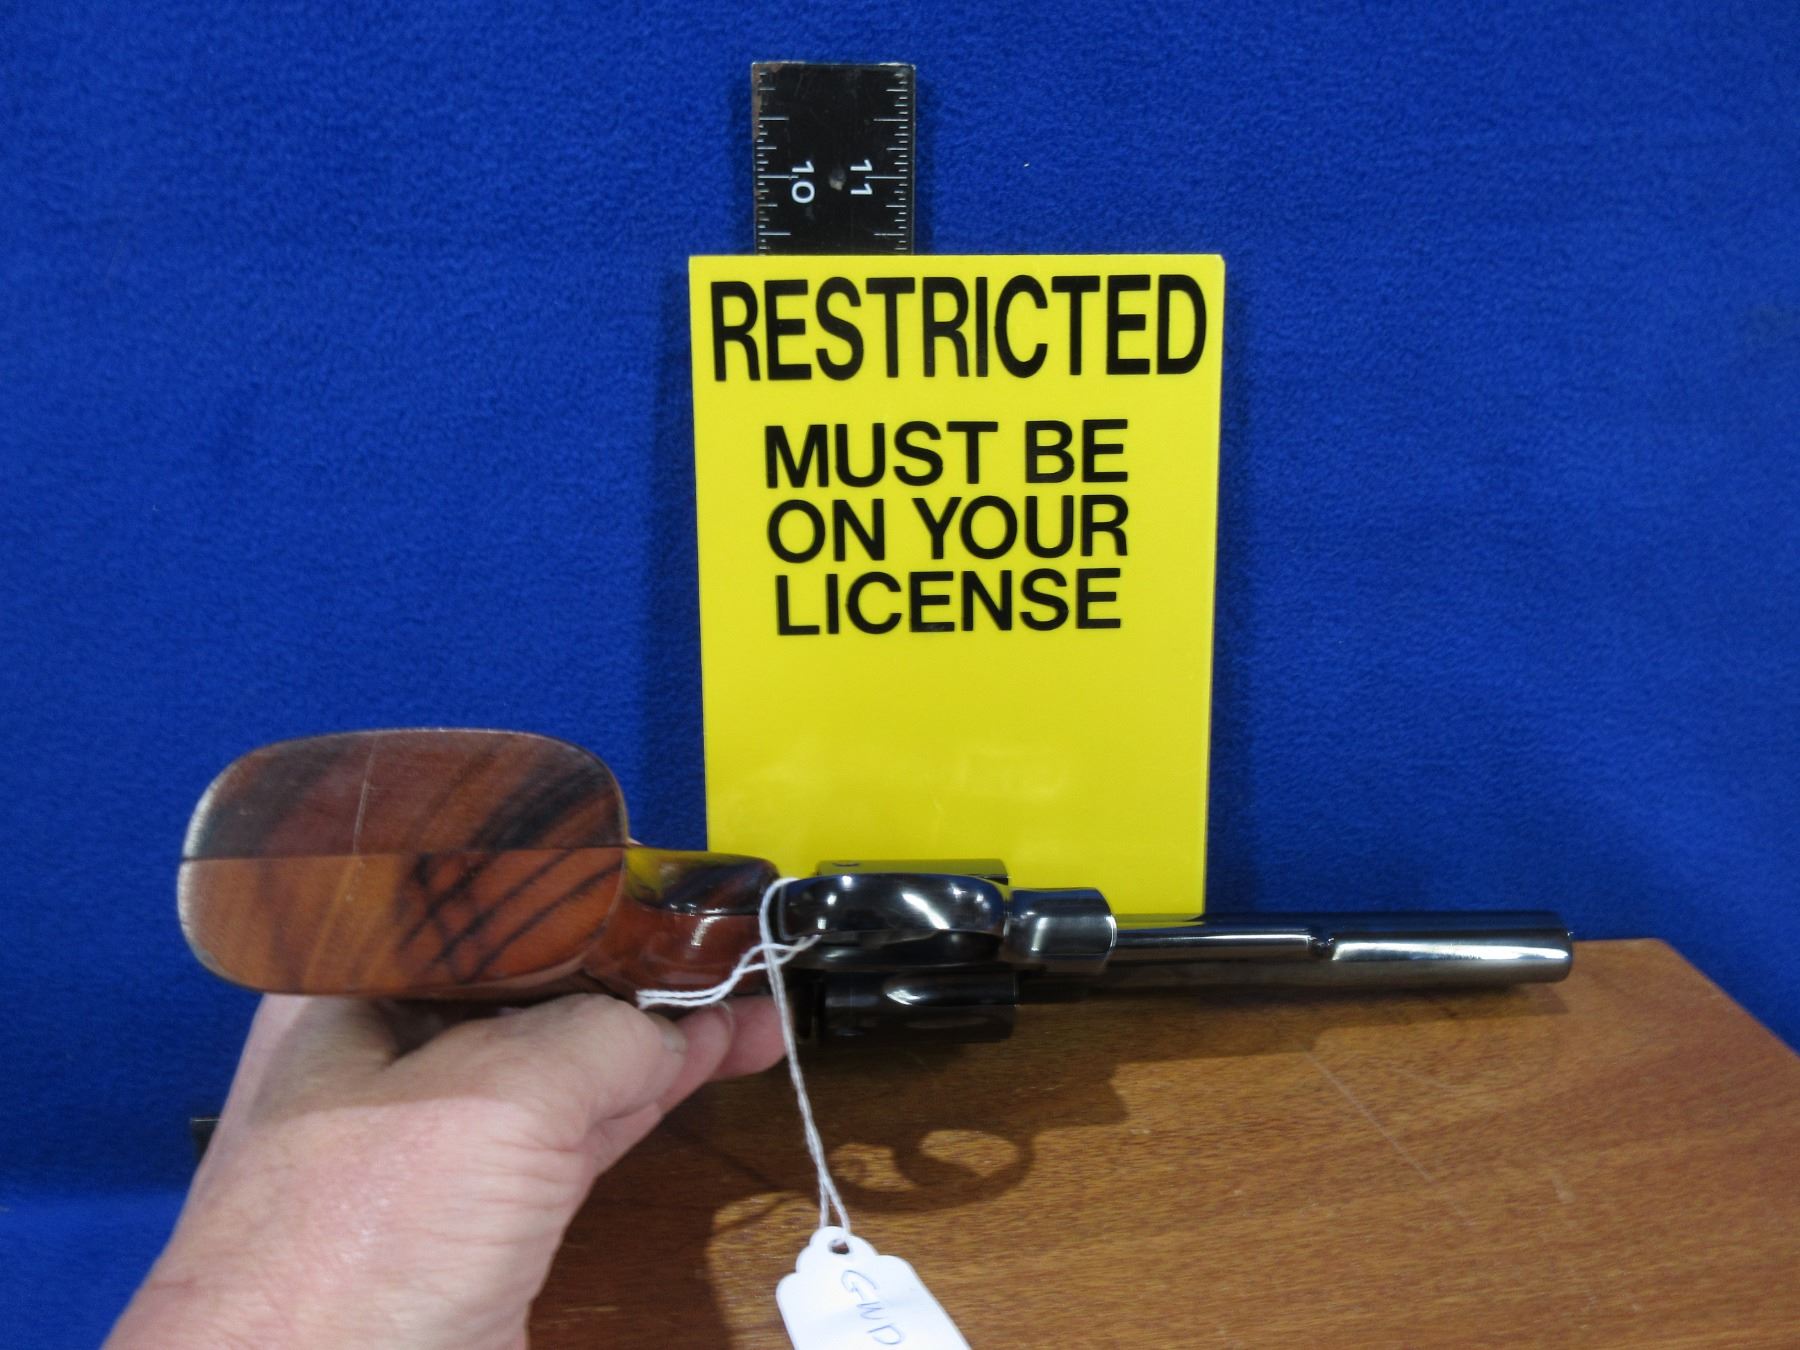 10
11
RESTRICTED
MUST BE
ON YOUR
LICENSE